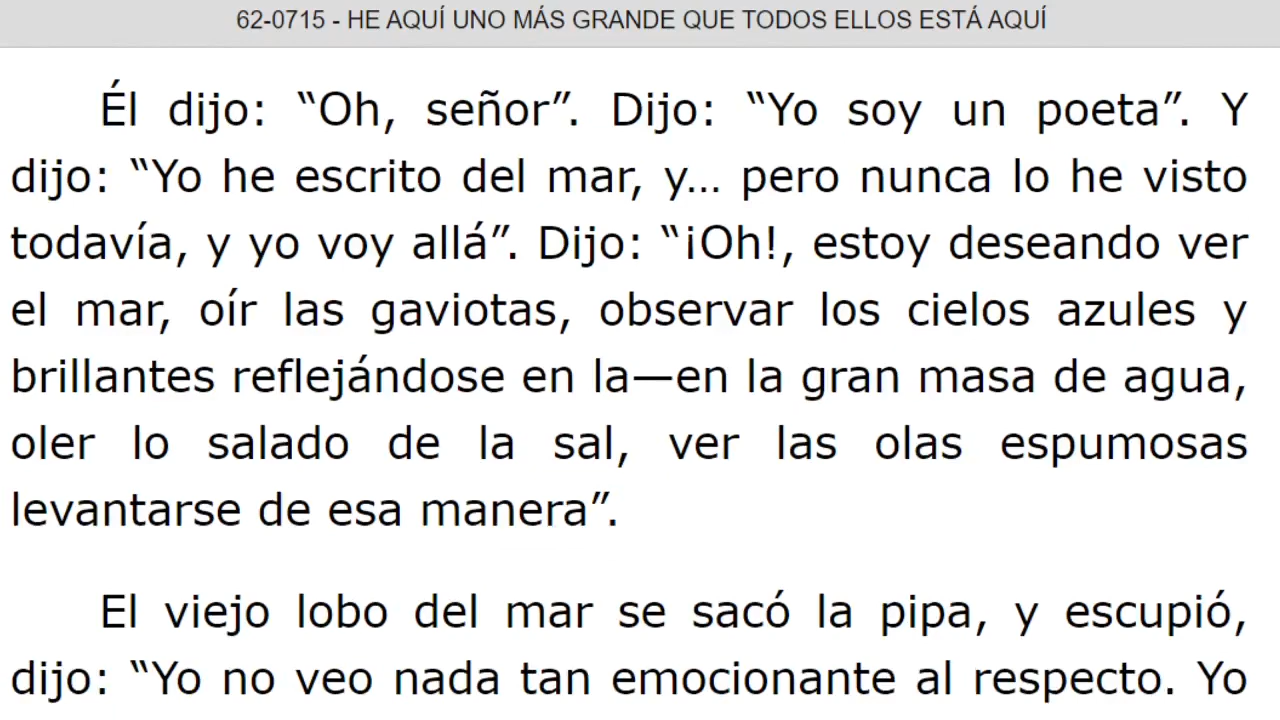 62-0715 - HE AQUÍ UNO MÁS GRANDE QUE TODOS ELLOS ESTÁ AQUÍ
Él dijo: “Oh, señor”. Dijo: “Yo soy un poeta”. Y
dijo: “Yo he escrito del mar, y… pero nunca lo he visto
todavía, y yo voy allá”. Dijo: “¡Oh!, estoy deseando ver
el mar, oír las gaviotas, observar los cielos azules y
brillantes reflejándose en la—en la gran masa de agua,
oler lo salado de la sal, ver las olas espumosas
levantarse de esa manera”.
El viejo lobo del mar se sacó la pipa, y escupió,
dijo: “Yo no veo nada tan emocionante al respecto. Yo